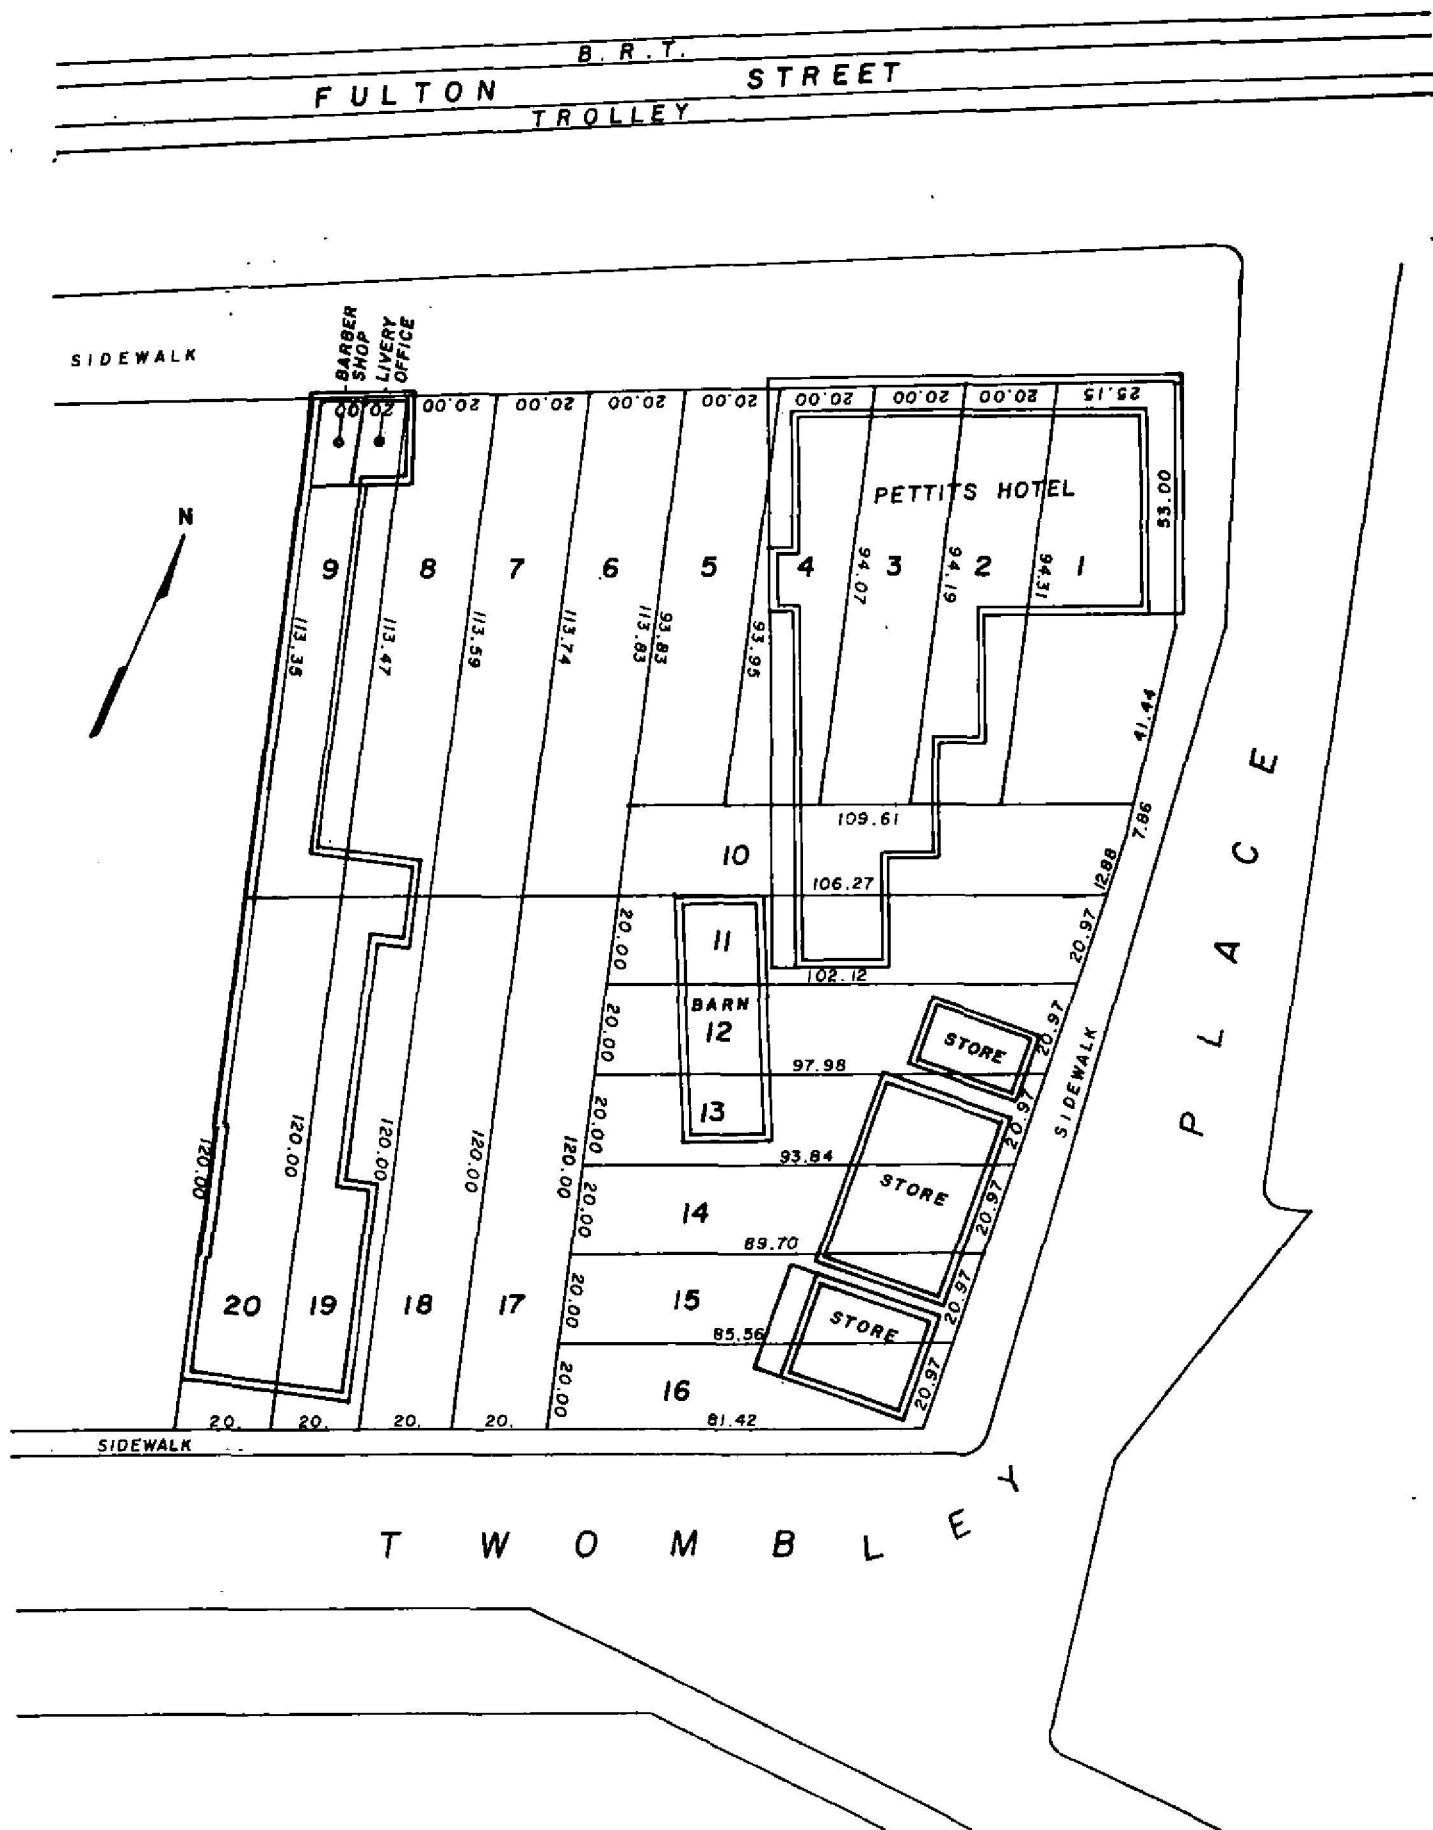 B.R.T.
FULTON STREET
TROLLEY
SIDEWALK
BARBER
SHOP
LIVERY
OFFICE
20.00 20.00 20.00 20.00 20.00 20.00 20.00 20.00 20.00 25.15
PETTITS HOTEL
53.00
N
9 8 7 6 5 4 3 2 1
94.07 94.19 94.31
113.35 113.47 113.59 113.74 113.83 93.83 93.95
41.44
109.61
7.86
10
12.88
106.27
20.00
20.97
11
102.12
BARN
20.00
12
STORE
20.97
SIDEWALK
97.98
20.00
13
20.97
93.84
120.00 120.00 120.00 120.00 120.00
20.00
14
STORE
20.97
89.70
20.00
20 19 18 17
15
STORE
20.97
85.56
20.00
16
20.97
20. 20. 20. 20. 81.42
SIDEWALK
TWOMBLEY PLACE